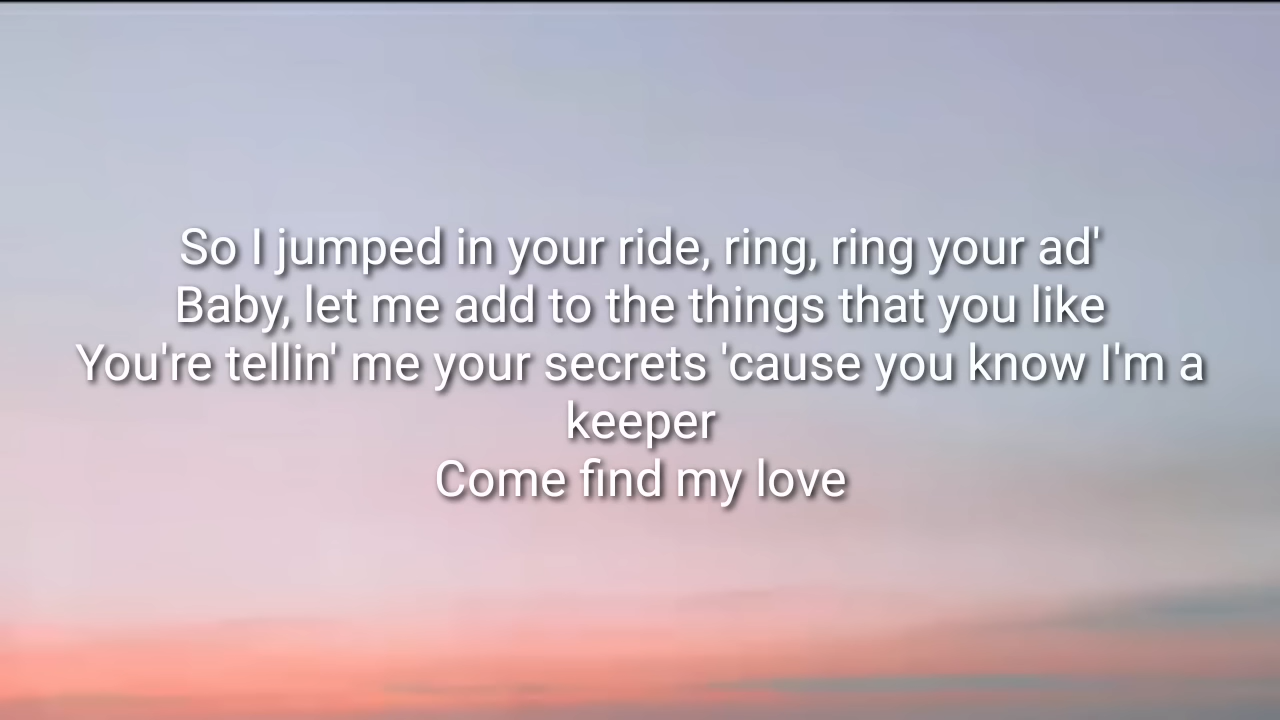 So I jumped in your ride, ring, ring your ad'
Baby, let me add to the things that you like
You're tellin' me your secrets 'cause you know I'm a
keeper
Come find my love